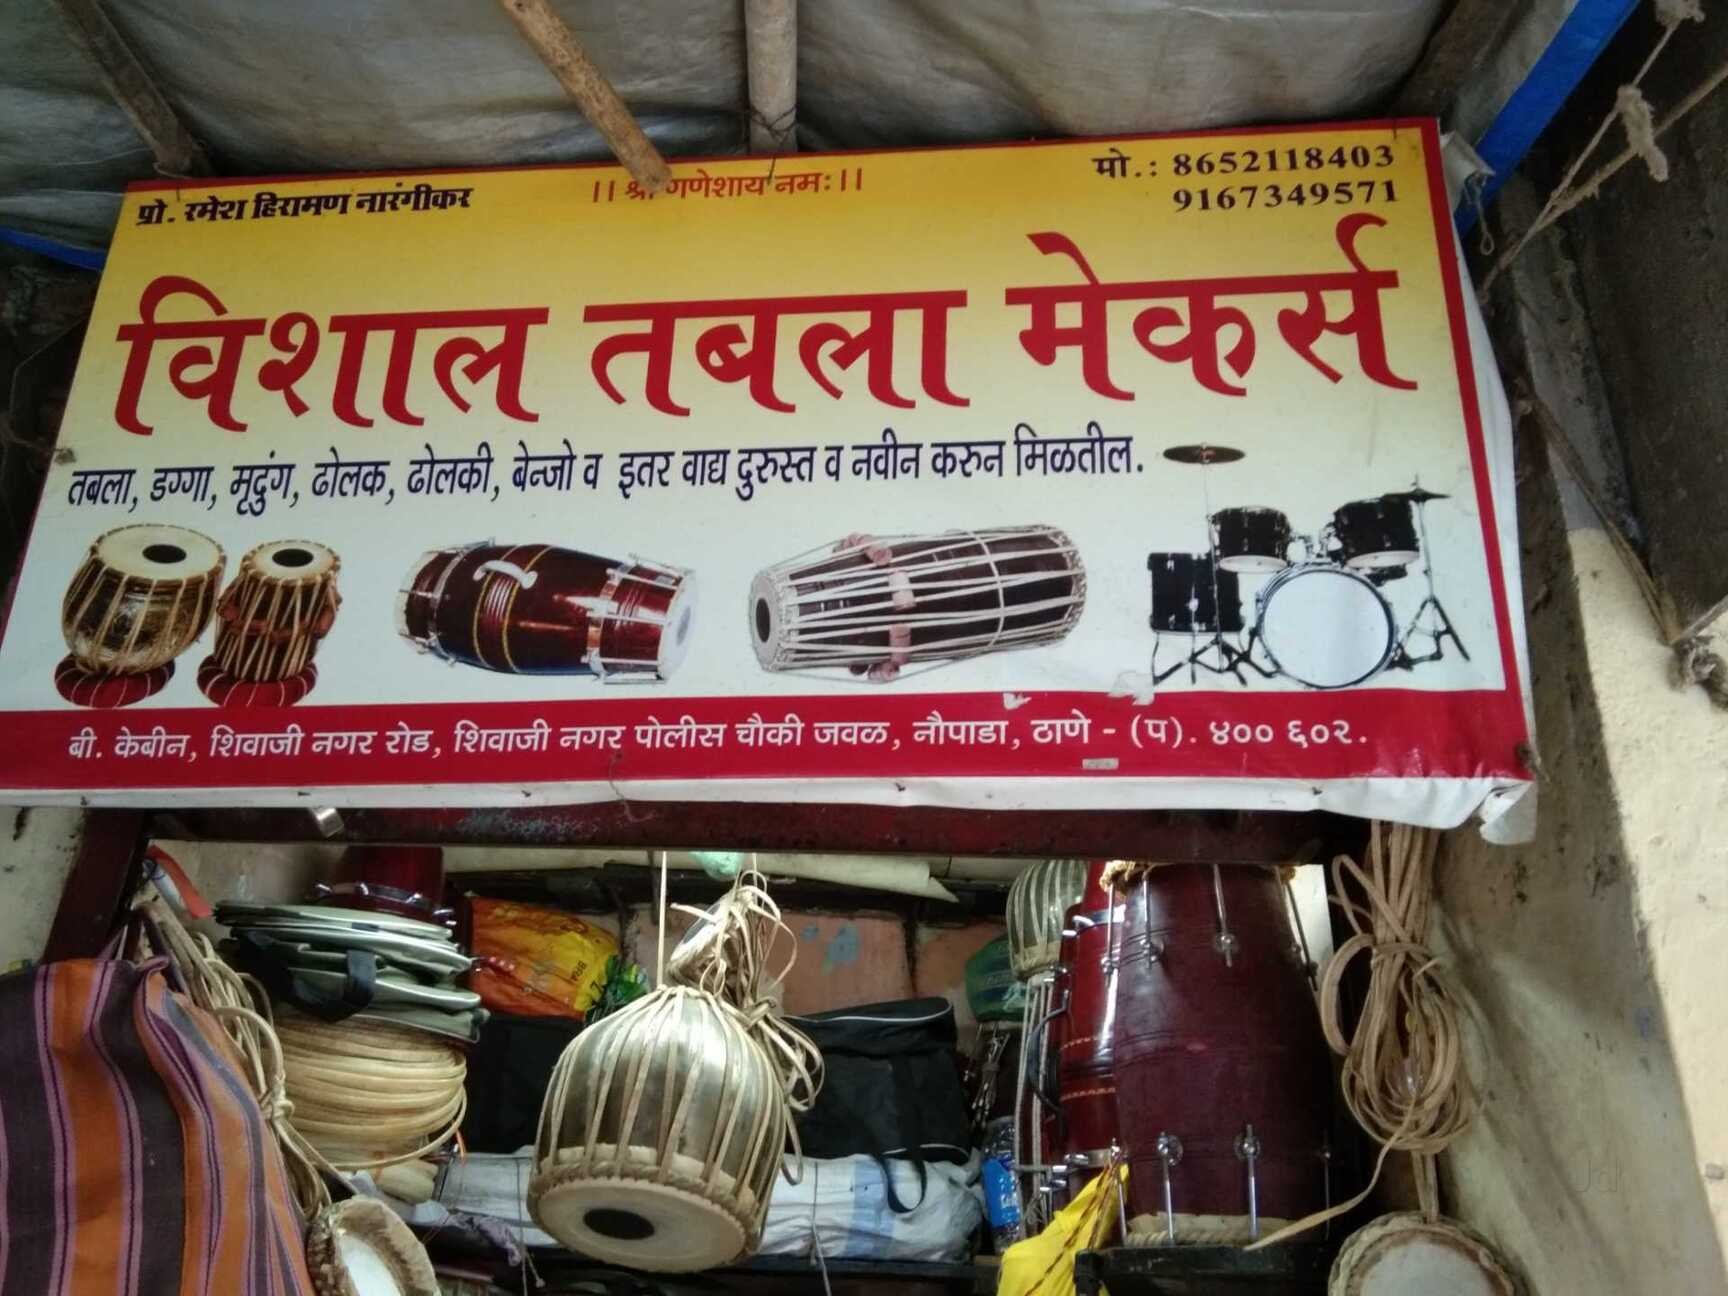 प्रो. रमेश हिरामण नारंगीकर
।। श्री गणेशाय नमः ।।
मो.: 8652118403
9167349571
विशाल तबला मेकर्स
तबला, डग्गा, मृदुंग, ढोलक, ढोलकी, बेन्जो व इतर वाद्य दुरुस्त व नवीन करुन मिळतील.
बी. केबीन, शिवाजी नगर रोड, शिवाजी नगर पोलीस चौकी जवळ, नौपाडा, ठाणे - (प). ४०० ६०२.
Jd